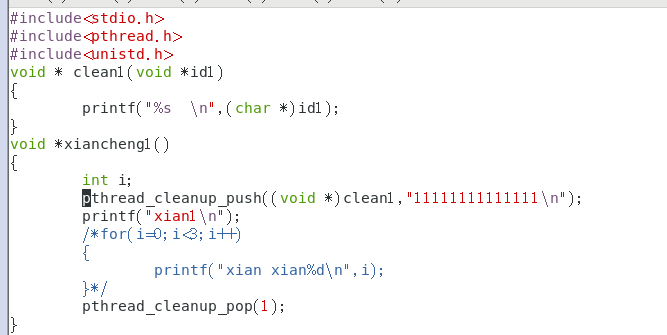 #include<stdio.h>
#include<pthread.h>
#include<unistd.h>
void * clean1(void *id1)
{
        printf("%s  \n",(char *)id1);
}
void *xiancheng1()
{
        int i;
        pthread_cleanup_push((void *)clean1,"11111111111111\n");
        printf("xian1\n");
        /*for(i=0;i<3;i++)
        {
                printf("xian xian%d\n",i);
        }*/
        pthread_cleanup_pop(1);
}